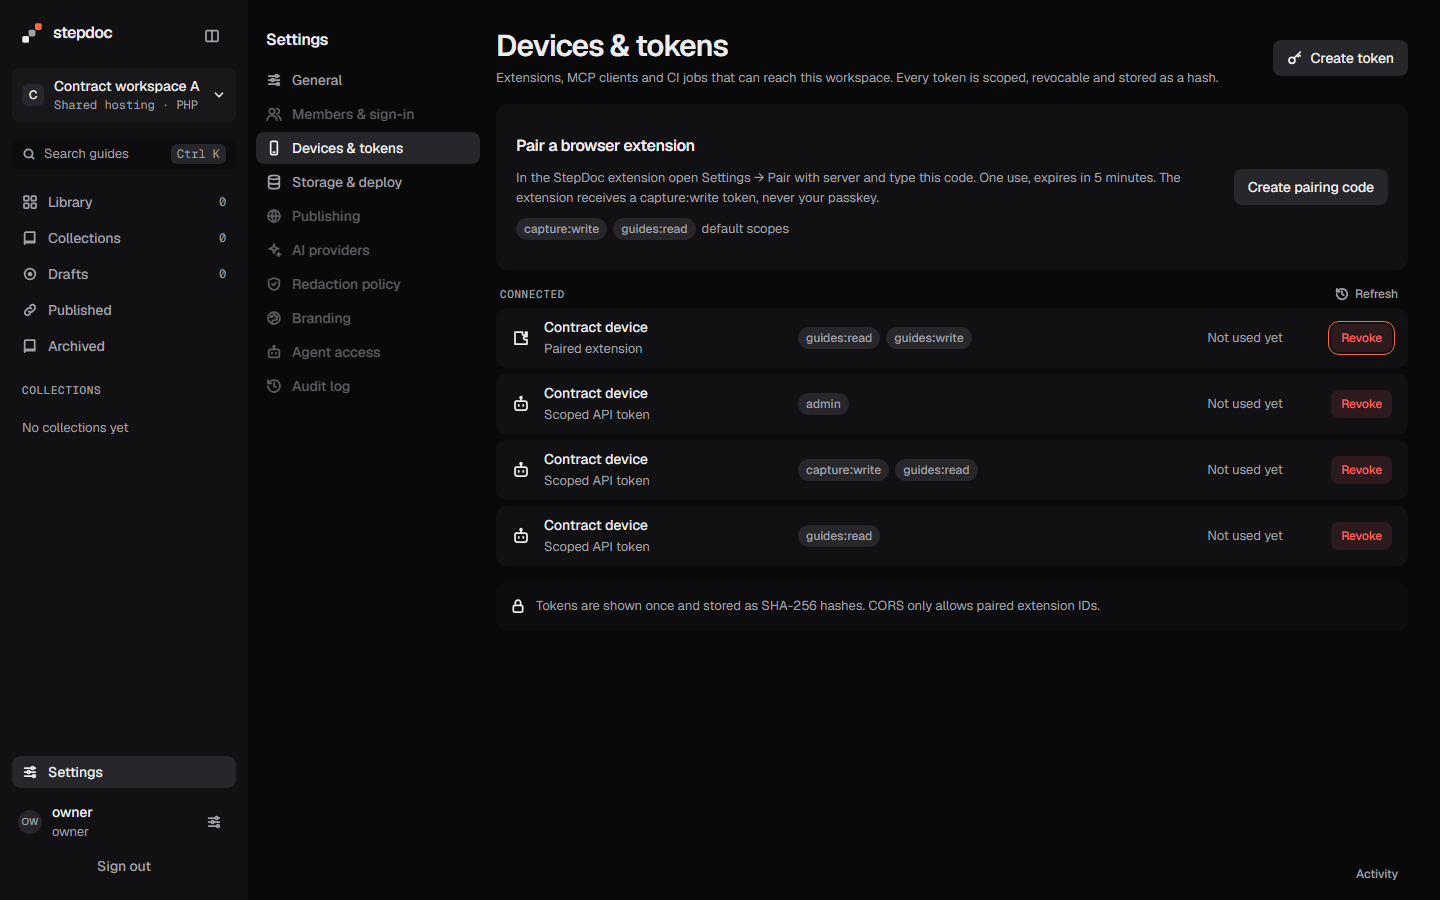 stepdoc
C
Contract workspace A
Shared hosting · PHP
Search guides
Ctrl K
Library
0
Collections
0
Drafts
0
Published
Archived
COLLECTIONS
No collections yet
Settings
OW
owner
owner
Sign out
Settings
General
Members & sign-in
Devices & tokens
Storage & deploy
Publishing
AI providers
Redaction policy
Branding
Agent access
Audit log
Devices & tokens
Extensions, MCP clients and CI jobs that can reach this workspace. Every token is scoped, revocable and stored as a hash.
Create token
Pair a browser extension
In the StepDoc extension open Settings → Pair with server and type this code. One use, expires in 5 minutes. The
extension receives a capture:write token, never your passkey.
capture:write guides:read default scopes
Create pairing code
CONNECTED
Refresh
Contract device
Paired extension
guides:read guides:write
Not used yet
Revoke
Contract device
Scoped API token
admin
Not used yet
Revoke
Contract device
Scoped API token
capture:write guides:read
Not used yet
Revoke
Contract device
Scoped API token
guides:read
Not used yet
Revoke
Tokens are shown once and stored as SHA-256 hashes. CORS only allows paired extension IDs.
Activity